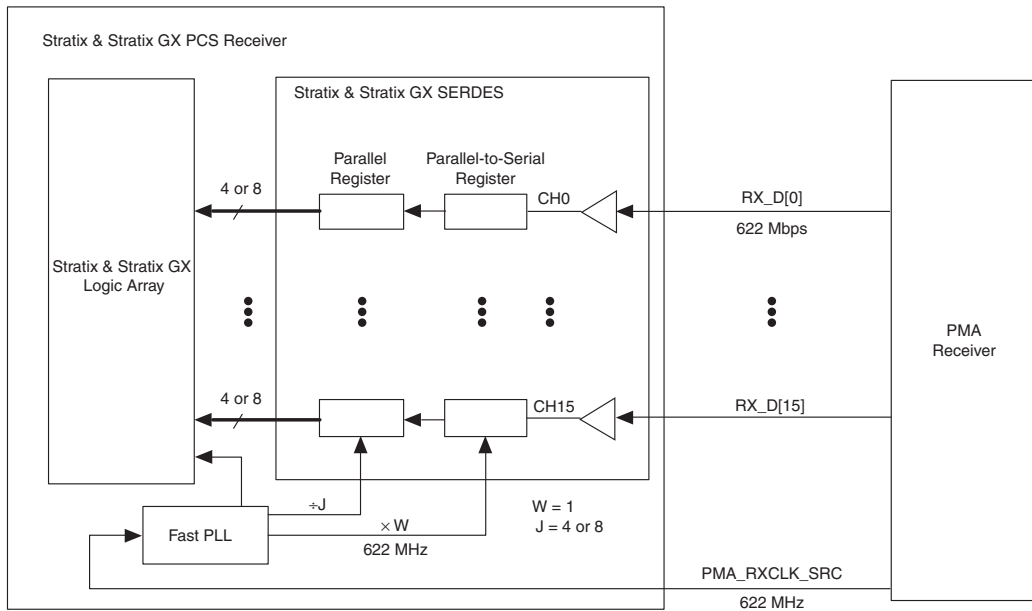 Stratix & Stratix GX PCS Receiver
Stratix & Stratix GX SERDES
Parallel
Register
Parallel-to-Serial
Register
4 or 8
CH0
RX_D[0]
622 Mbps
Stratix & Stratix GX
Logic Array
PMA
Receiver
4 or 8
CH15
RX_D[15]
÷J
W = 1
J = 4 or 8
Fast PLL
× W
622 MHz
PMA_RXCLK_SRC
622 MHz